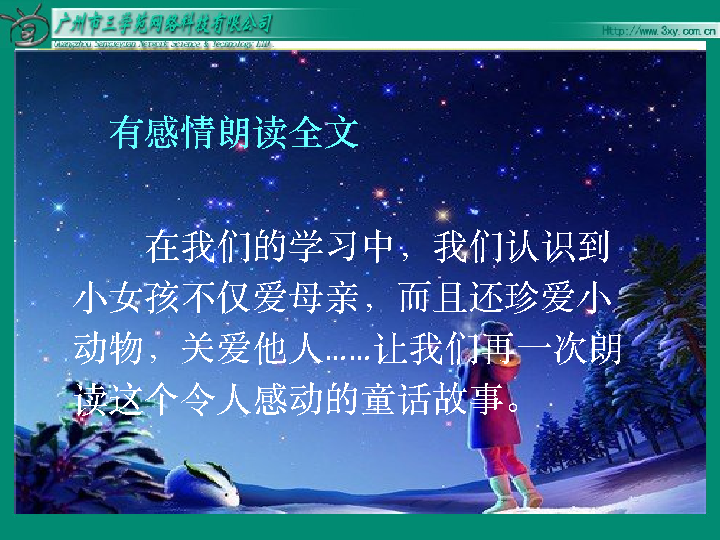 广州市三学苑网络科技有限公司
Http://www.3xy.com.cn
Guangzhou Sanxueyuan Network Science & Technology Ltd.
有感情朗读全文
在我们的学习中，我们认识到
小女孩不仅爱母亲，而且还珍爱小
动物，关爱他人……让我们再一次朗
读这个令人感动的童话故事。